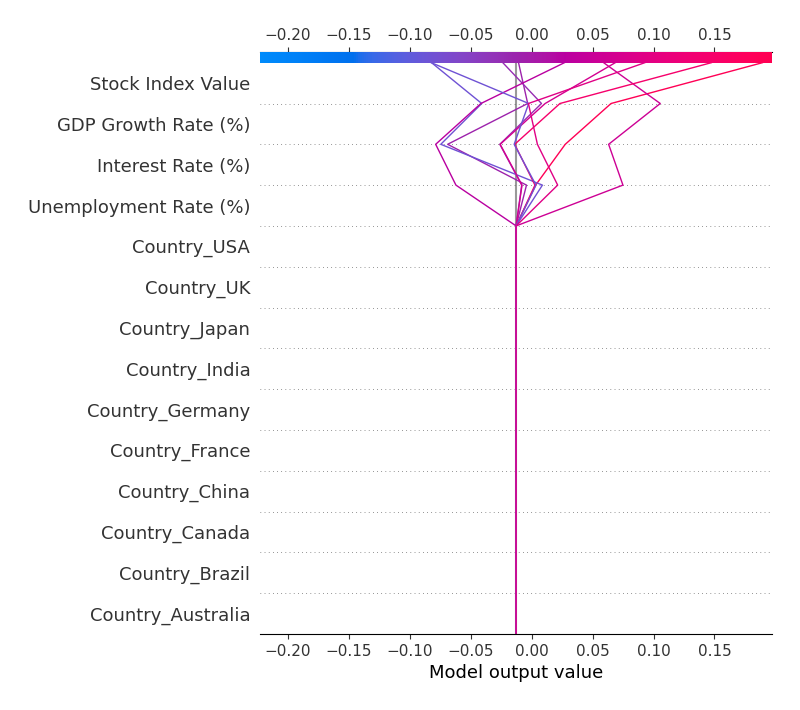 −0.20 −0.15 −0.10 −0.05 0.00 0.05 0.10 0.15
Stock Index Value
GDP Growth Rate (%)
Interest Rate (%)
Unemployment Rate (%)
Country_USA
Country_UK
Country_Japan
Country_India
Country_Germany
Country_France
Country_China
Country_Canada
Country_Brazil
Country_Australia
−0.20 −0.15 −0.10 −0.05 0.00 0.05 0.10 0.15
Model output value